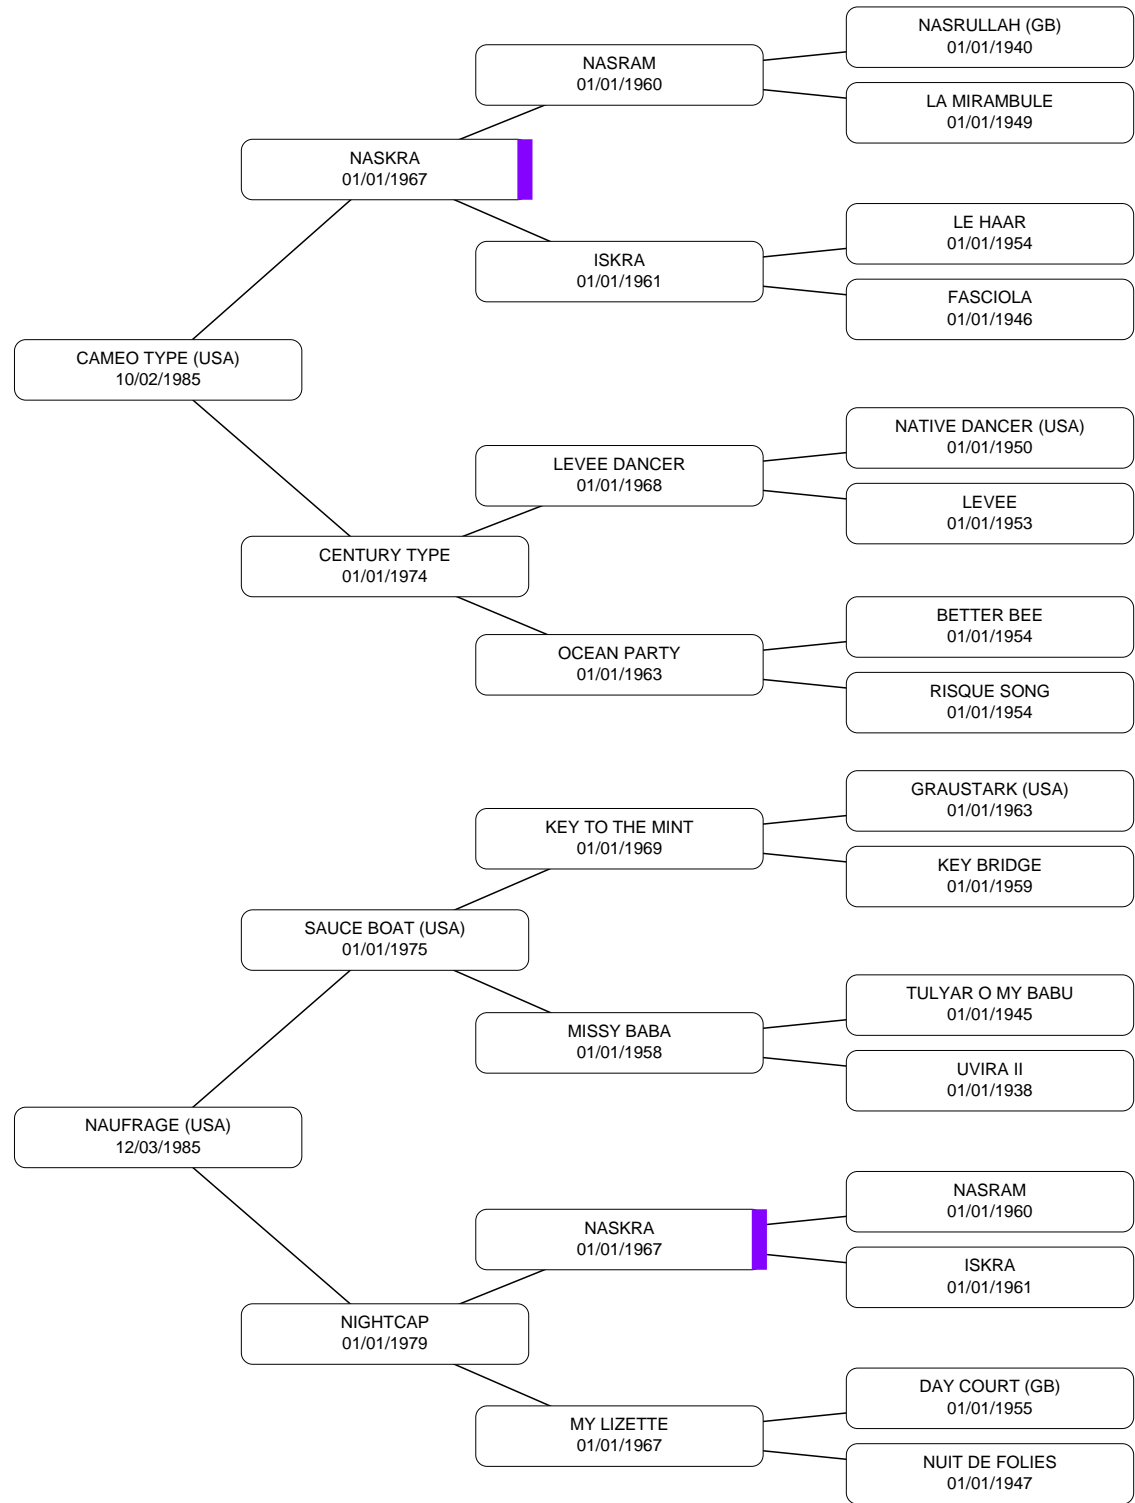 NASRULLAH (GB)
01/01/1940
NASRAM
01/01/1960
LA MIRAMBULE
01/01/1949
NASKRA
01/01/1967
LE HAAR
01/01/1954
ISKRA
01/01/1961
FASCIOLA
01/01/1946
CAMEO TYPE (USA)
10/02/1985
NATIVE DANCER (USA)
01/01/1950
LEVEE DANCER
01/01/1968
LEVEE
01/01/1953
CENTURY TYPE
01/01/1974
BETTER BEE
01/01/1954
OCEAN PARTY
01/01/1963
RISQUE SONG
01/01/1954
GRAUSTARK (USA)
01/01/1963
KEY TO THE MINT
01/01/1969
KEY BRIDGE
01/01/1959
SAUCE BOAT (USA)
01/01/1975
TULYAR O MY BABU
01/01/1945
MISSY BABA
01/01/1958
UVIRA II
01/01/1938
NAUFRAGE (USA)
12/03/1985
NASRAM
01/01/1960
NASKRA
01/01/1967
ISKRA
01/01/1961
NIGHTCAP
01/01/1979
DAY COURT (GB)
01/01/1955
MY LIZETTE
01/01/1967
NUIT DE FOLIES
01/01/1947